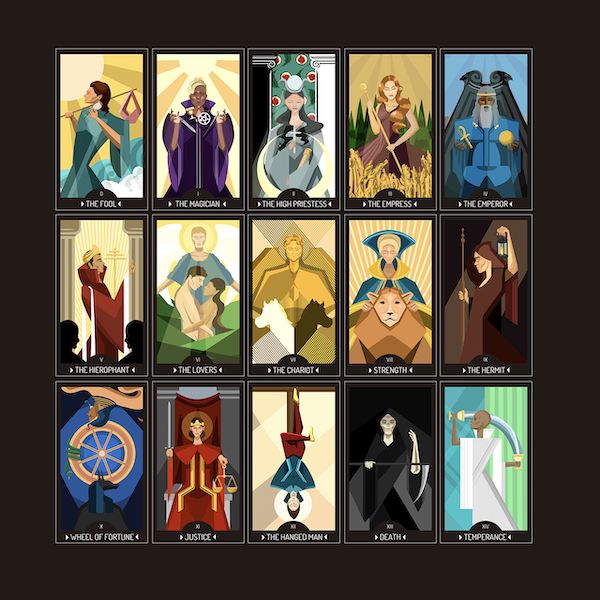 0
THE FOOL
I
THE MAGICIAN
II
THE HIGH PRIESTESS
III
THE EMPRESS
IV
THE EMPEROR
V
THE HIEROPHANT
VI
THE LOVERS
VII
THE CHARIOT
VIII
STRENGTH
IX
THE HERMIT
X
WHEEL OF FORTUNE
XI
JUSTICE
XII
THE HANGED MAN
XIII
DEATH
XIV
TEMPERANCE